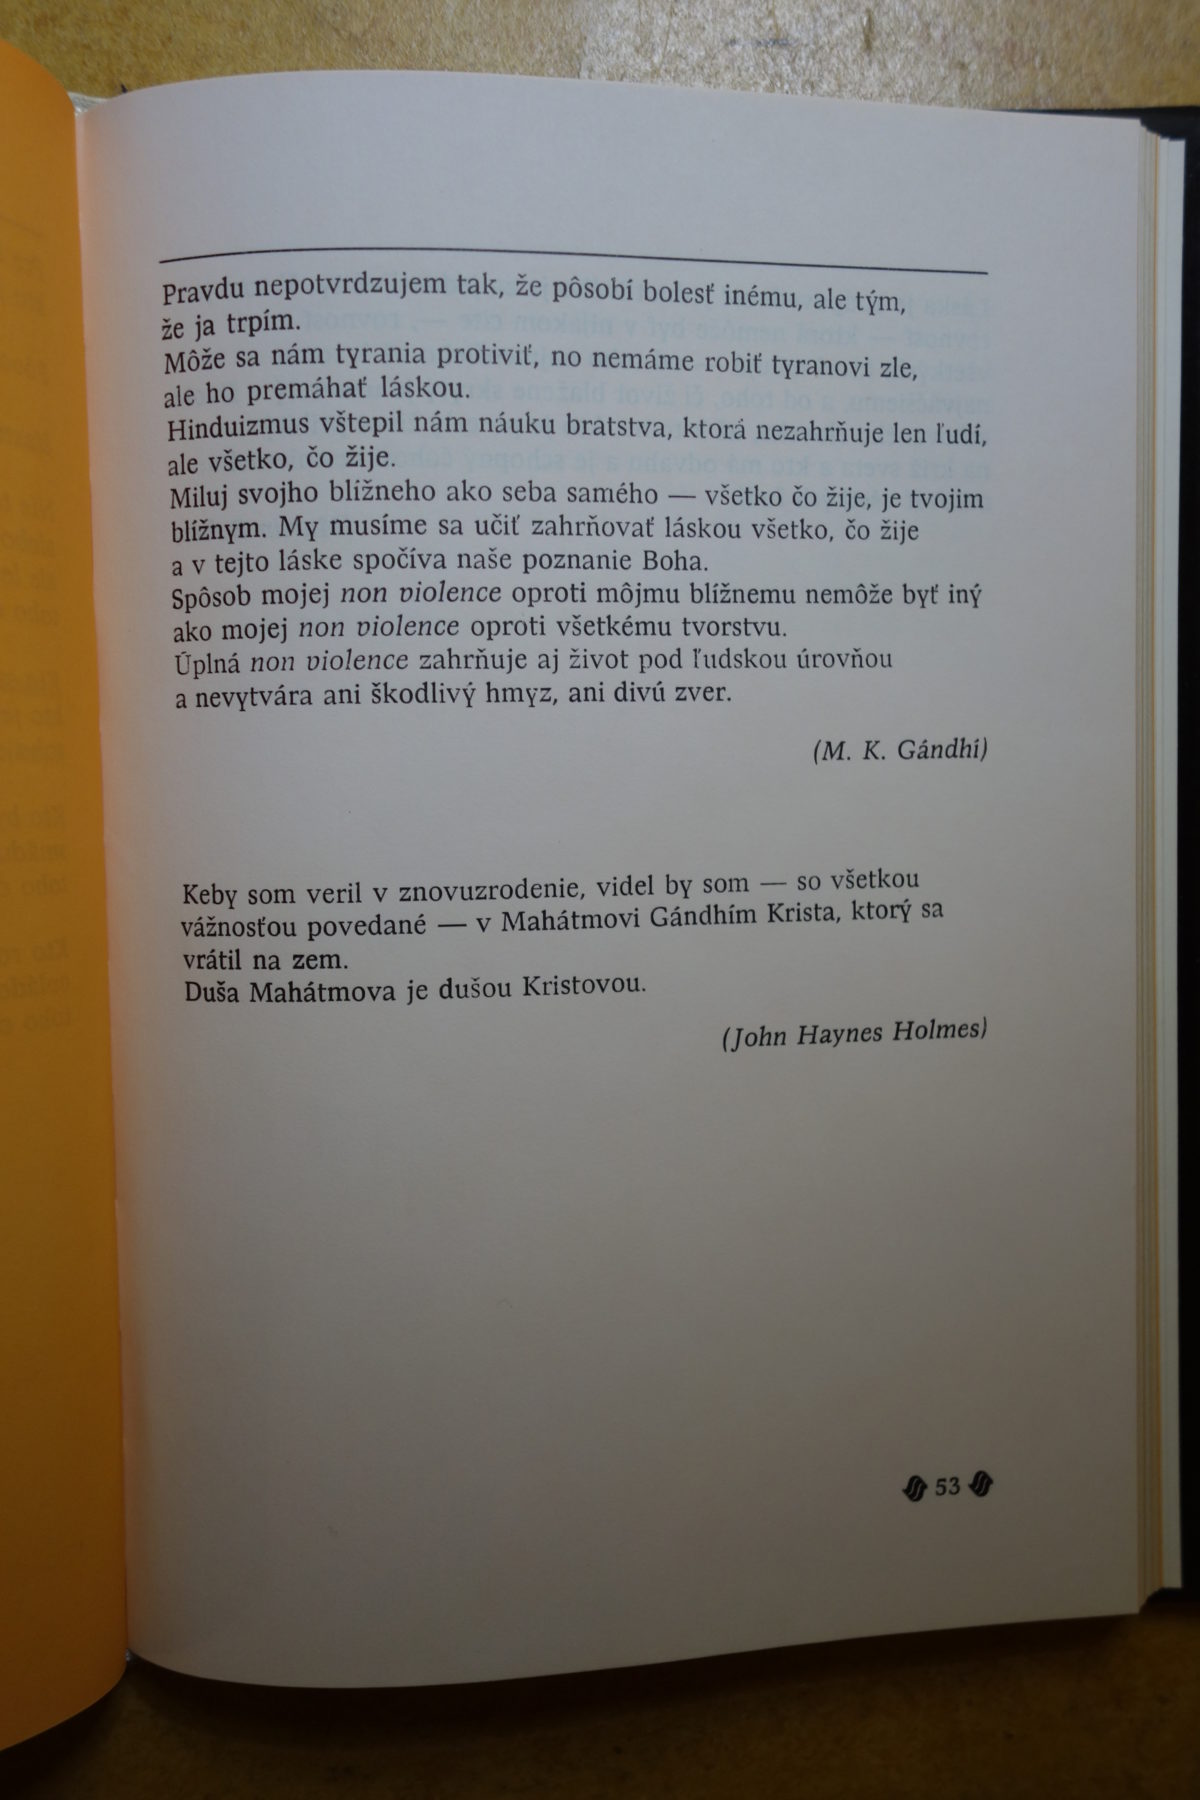 Pravdu nepotvrdzujem tak, že pôsobí bolesť inému, ale tým,
že ja trpím.
Môže sa nám tyrania protiviť, no nemáme robiť tyranovi zle,
ale ho premáhať láskou.
Hinduizmus vštepil nám náuku bratstva, ktorá nezahrňuje len ľudí,
ale všetko, čo žije.
Miluj svojho blížneho ako seba samého — všetko čo žije, je tvojim
blížnym. My musíme sa učiť zahrňovať láskou všetko, čo žije
a v tejto láske spočíva naše poznanie Boha.
Spôsob mojej non violence oproti môjmu blížnemu nemôže byť iný
ako mojej non violence oproti všetkému tvorstvu.
Úplná non violence zahrňuje aj život pod ľudskou úrovňou
a nevytvára ani škodlivý hmyz, ani divú zver.
(M. K. Gándhí)
Keby som veril v znovuzrodenie, videl by som — so všetkou
vážnosťou povedané — v Mahátmovi Gándhím Krista, ktorý sa
vrátil na zem.
Duša Mahátmova je dušou Kristovou.
(John Haynes Holmes)
53